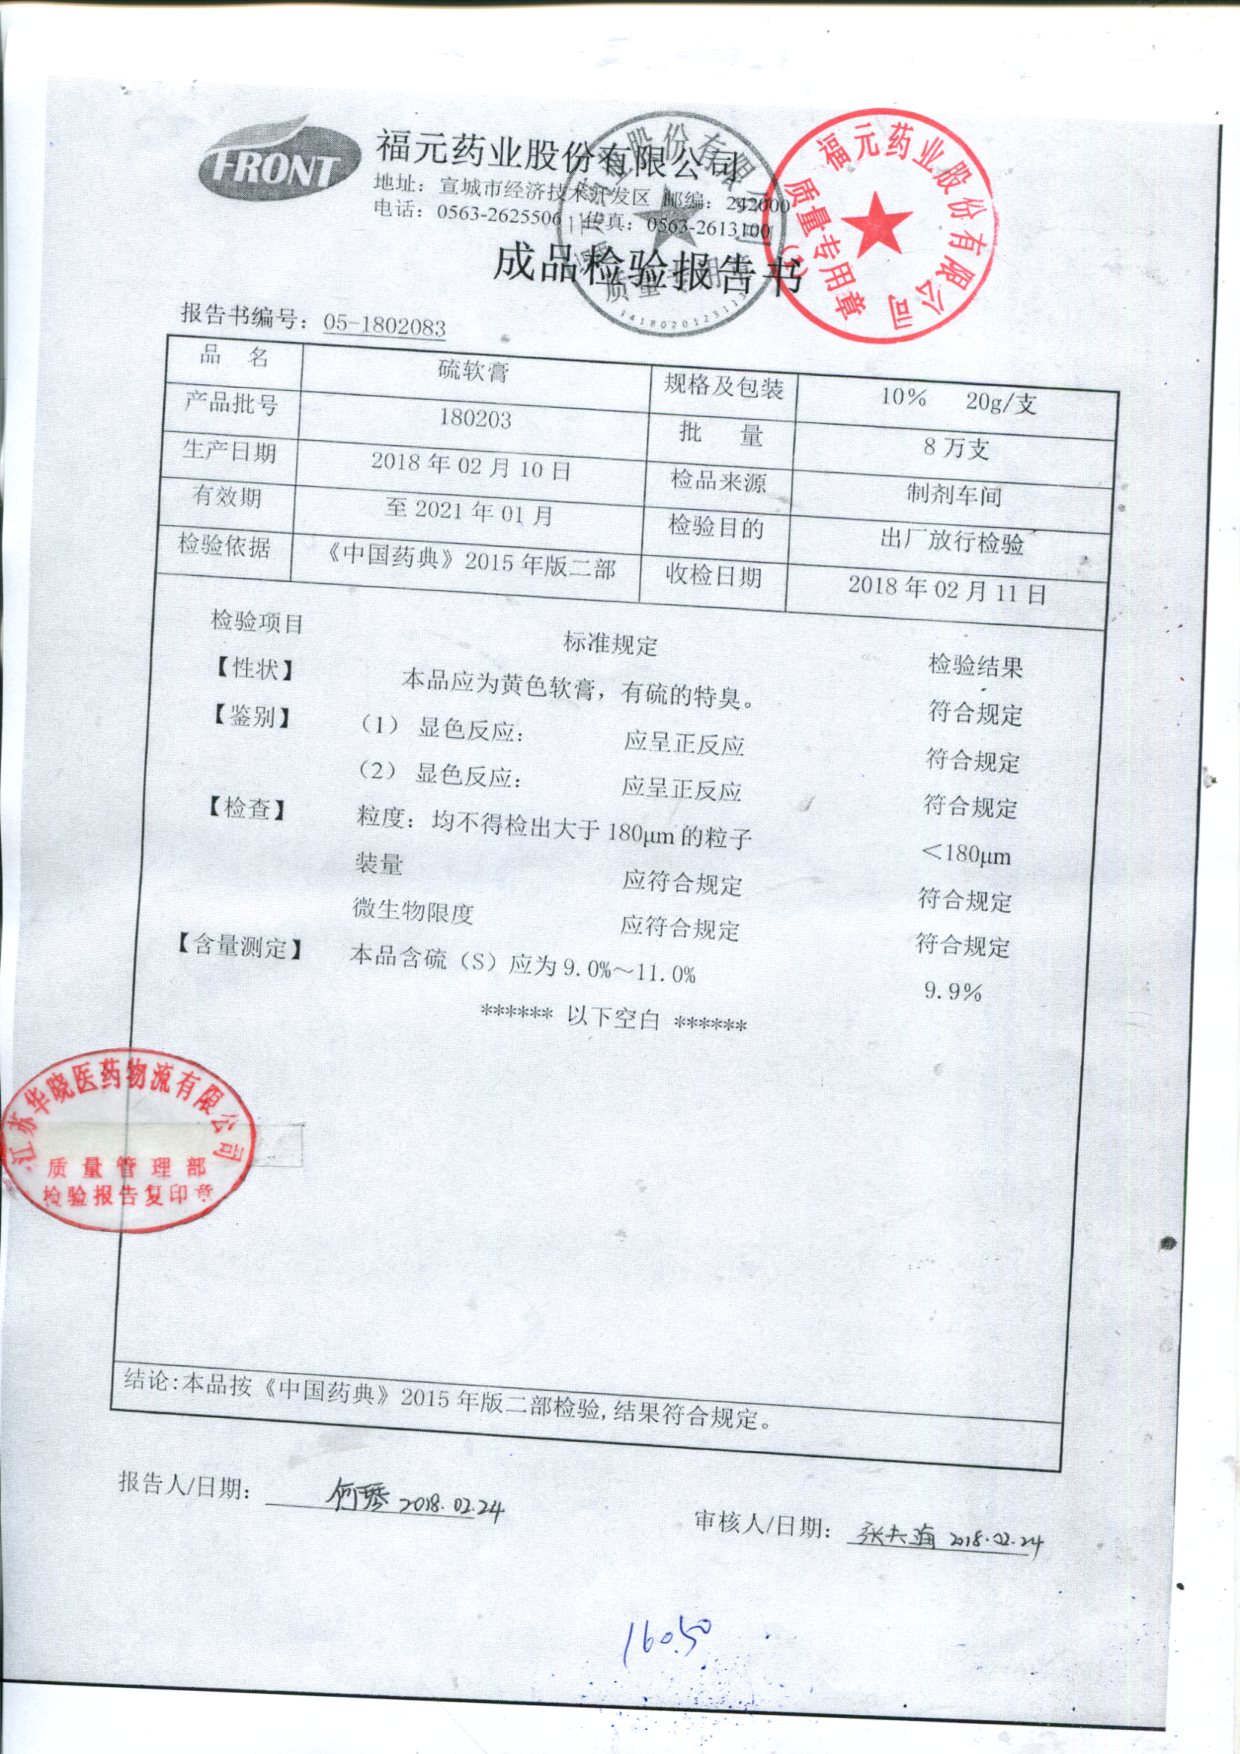 FRONT
福元药业股份有限公司
地址：宣城市经济技术开发区 邮编：242000
电话：0563-2625506 传真：0563-2613100
成品检验报告书
股份有限
质量
1418020123112
福元药业股份有限公司
质量专用章
(1)
报告书编号：05-1802083
品 名 硫软膏 规格及包装 10% 20g/支
产品批号 180203 批 量 8万支
生产日期 2018年02月10日 检品来源 制剂车间
有效期 至2021年01月 检验目的 出厂放行检验
检验依据 《中国药典》2015年版二部 收检日期 2018年02月11日
检验项目 标准规定 检验结果
【性状】 本品应为黄色软膏，有硫的特臭。 符合规定
【鉴别】 （1）显色反应： 应呈正反应 符合规定
（2）显色反应： 应呈正反应 符合规定
【检查】 粒度：均不得检出大于180μm的粒子 ＜180μm
装量 应符合规定 符合规定
微生物限度 应符合规定 符合规定
【含量测定】 本品含硫（S）应为9.0%～11.0% 9.9%
****** 以下空白 ******
江苏华晓医药物流有限公司
质量管理部
检验报告复印章
结论:本品按《中国药典》2015年版二部检验,结果符合规定。
报告人/日期： 何琴 2018.02.24
审核人/日期： 2018.02.24
160.50